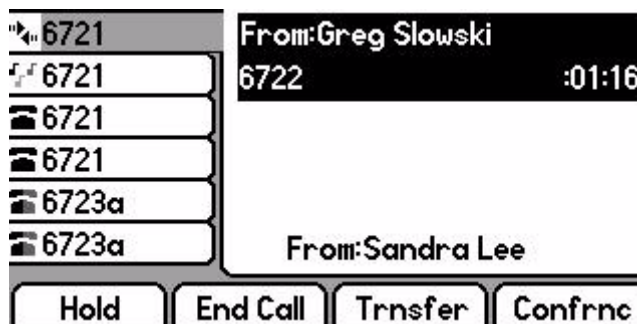 6721
6721
6721
6721
6723a
6723a
From:Greg Slowski
6722 :01:16
From:Sandra Lee
Hold End Call Trnsfer Confrnc